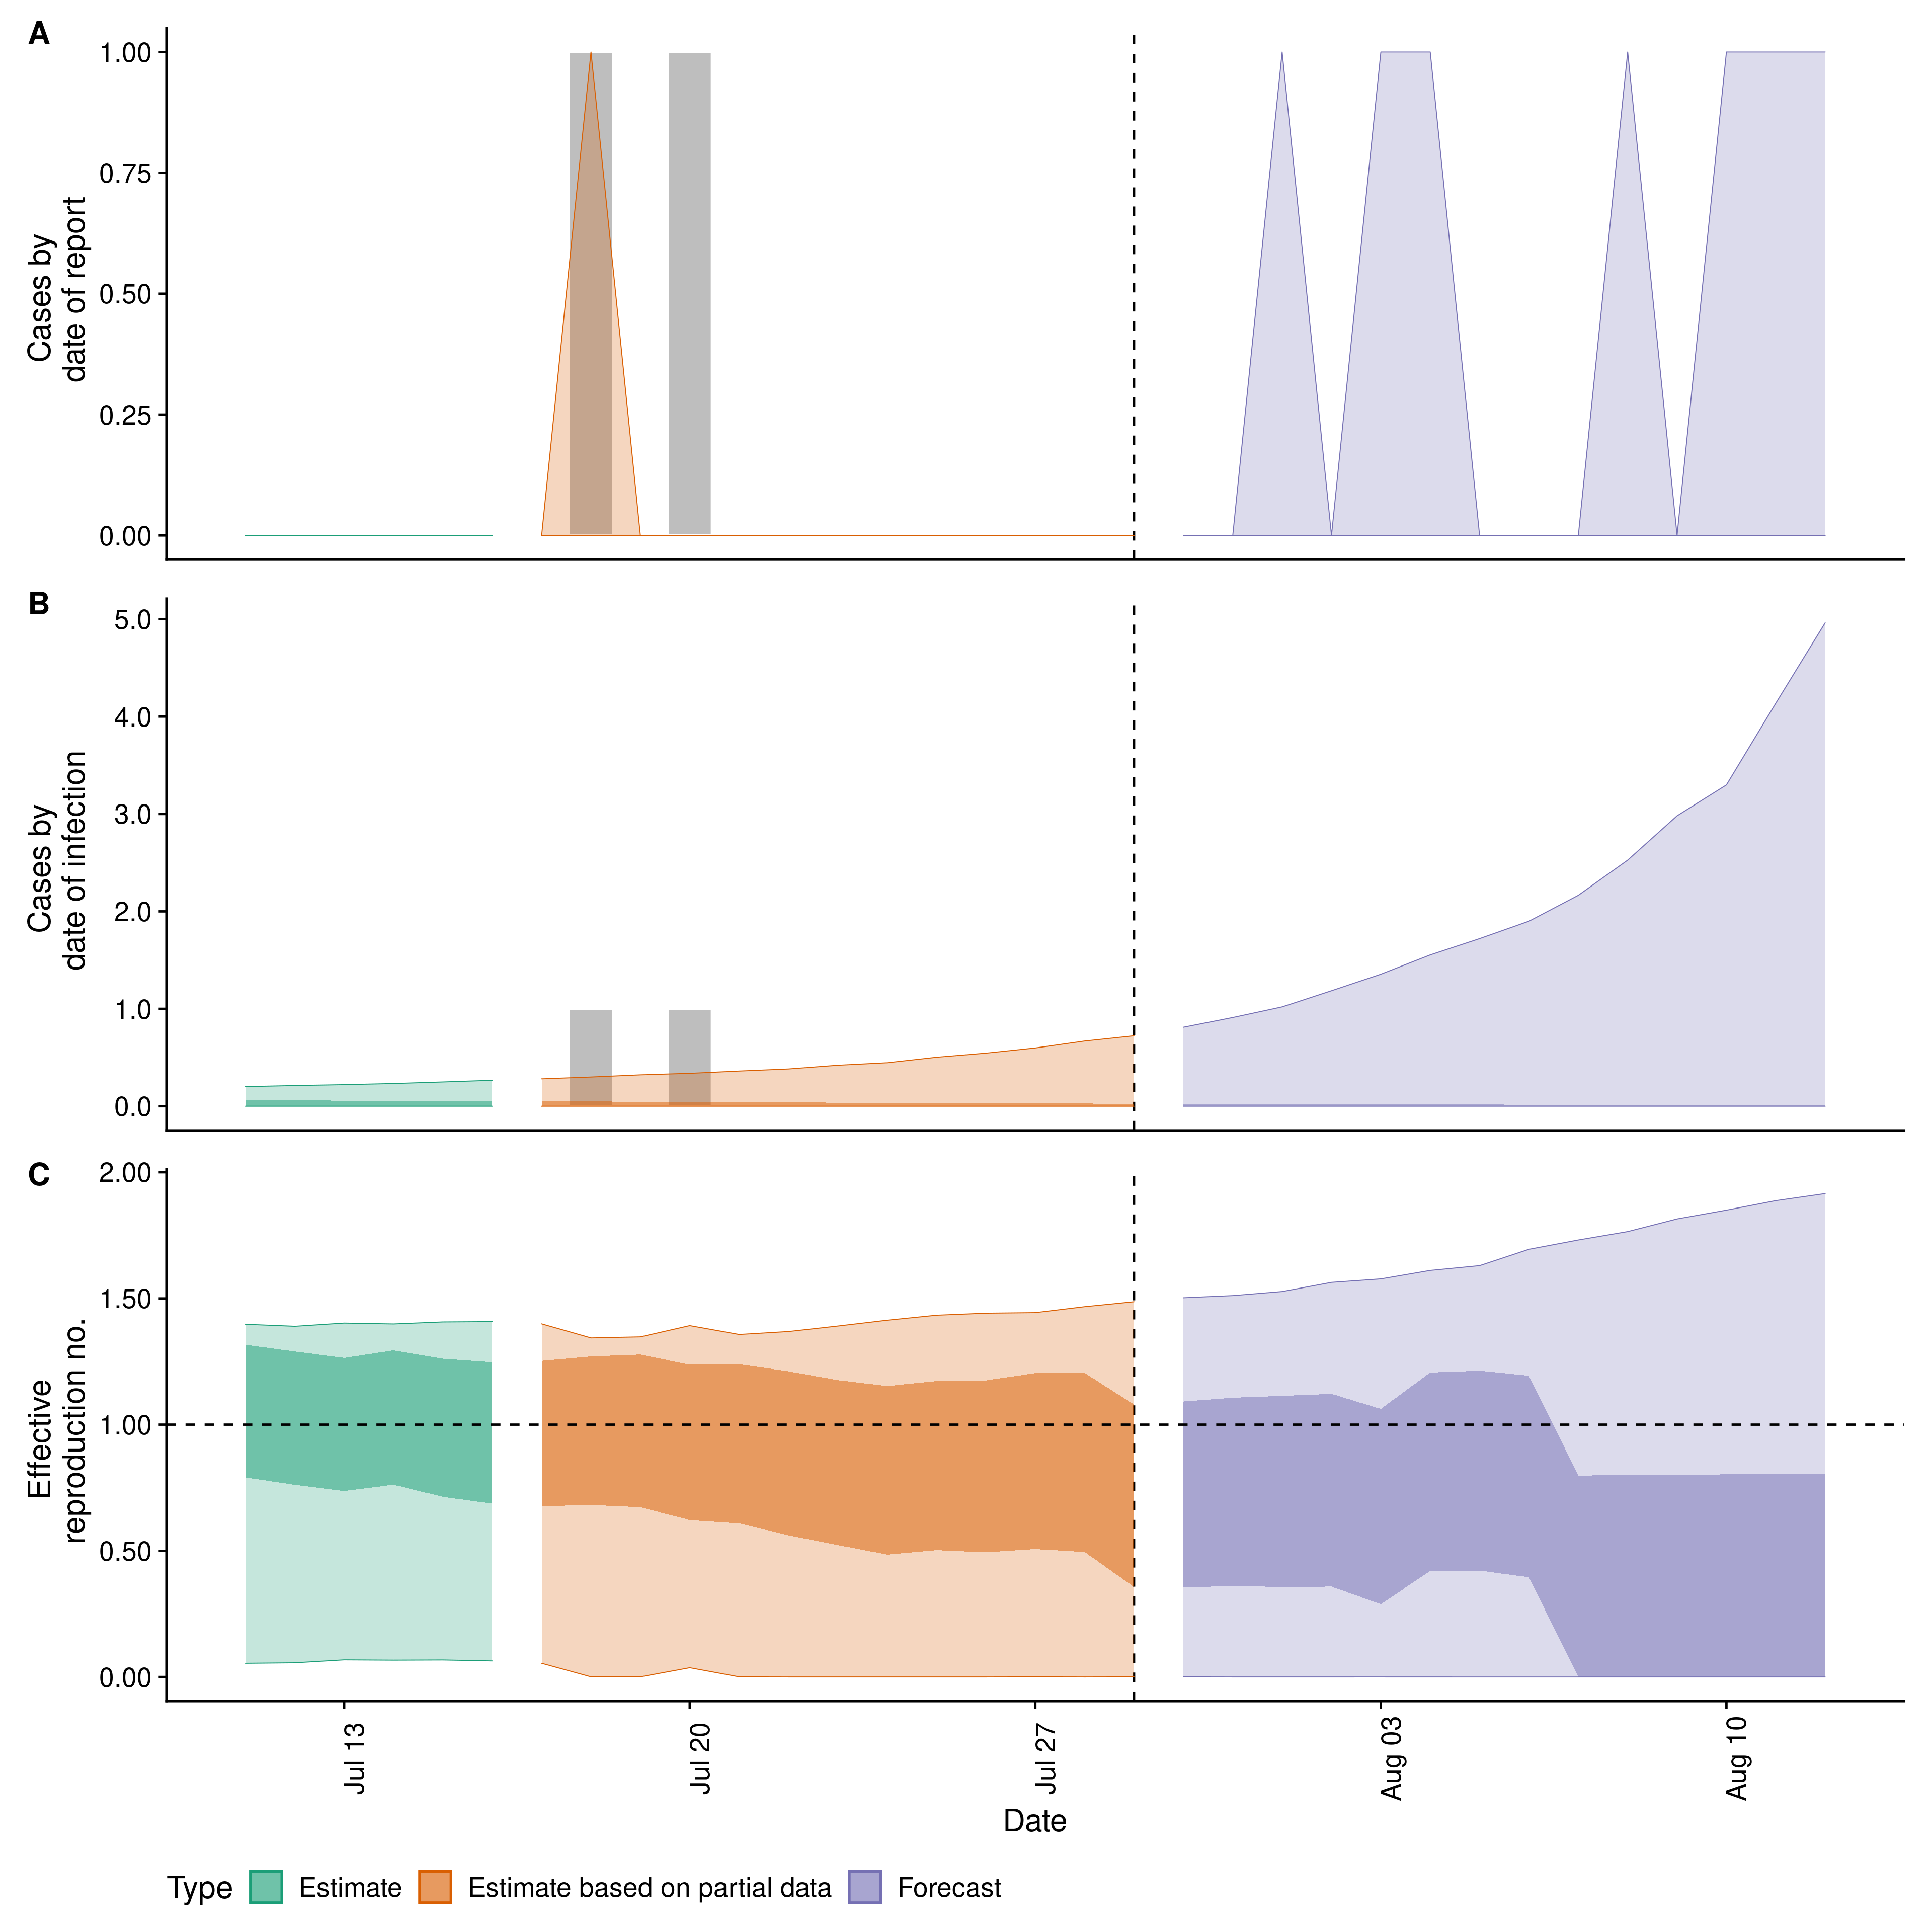 A
1.00
0.75
0.50
0.25
0.00
Cases by
date of report
B
5.0
4.0
3.0
2.0
1.0
0.0
Cases by
date of infection
C
2.00
1.50
1.00
0.50
0.00
Effective
reproduction no.
Jul 13
Jul 20
Jul 27
Aug 03
Aug 10
Date
Type Estimate Estimate based on partial data Forecast